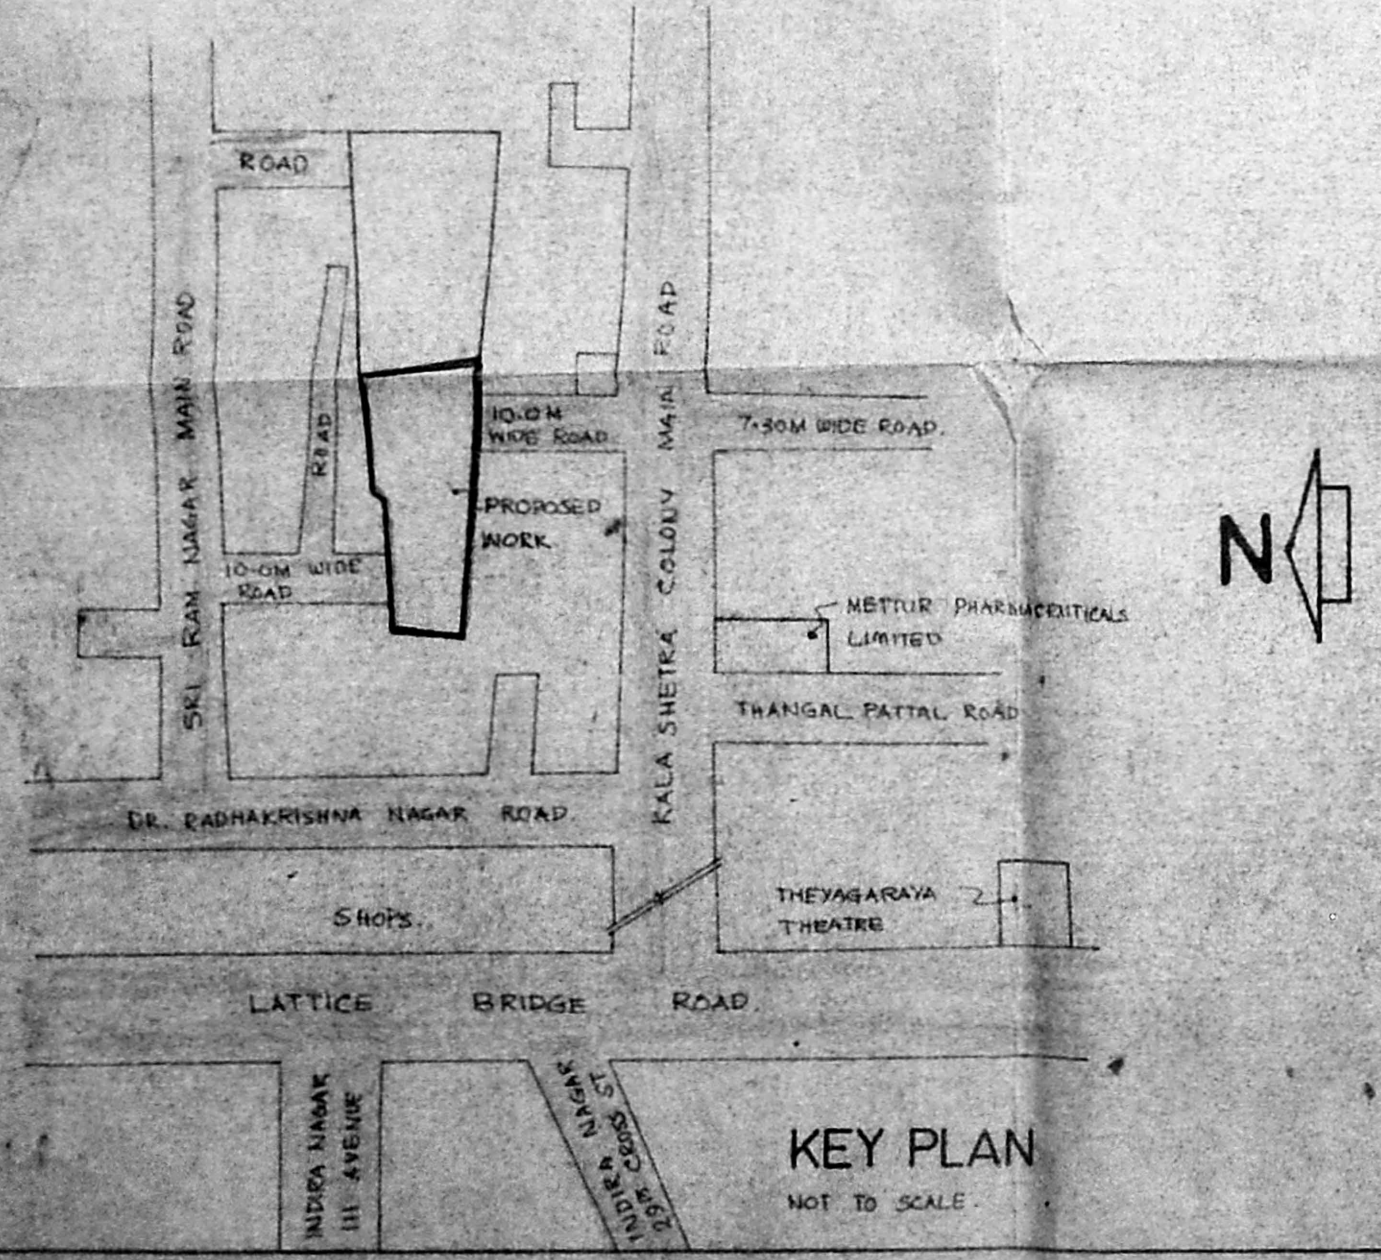 ROAD
SRI RAM NAGAR MAIN ROAD
ROAD
KALA SHETRA COLONY MAIN ROAD
10.0M
WIDE ROAD
7.30M WIDE ROAD.
PROPOSED
WORK
N
10.0M WIDE
ROAD
METTUR PHARMACEUTICALS
LIMITED
THANGAL PATTAL ROAD
DR. RADHAKRISHNA NAGAR ROAD.
THEYAGARAYA
THEATRE
SHOPS.
LATTICE BRIDGE ROAD.
INDIRA NAGAR
III AVENUE
INDIRA NAGAR
29TH CROSS ST
KEY PLAN
NOT TO SCALE.